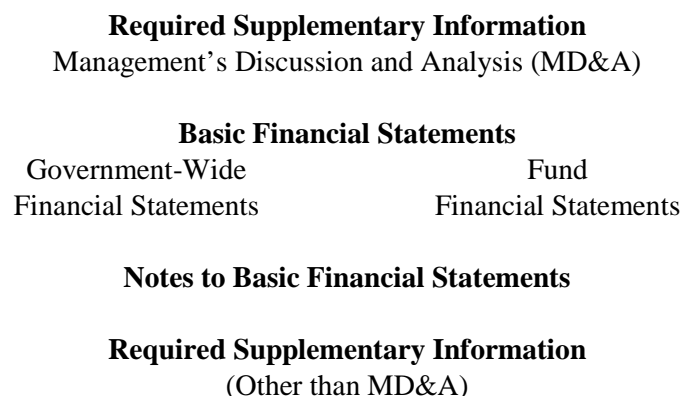 Required Supplementary Information
Management’s Discussion and Analysis (MD&A)
Basic Financial Statements
Government-Wide Fund
Financial Statements Financial Statements
Notes to Basic Financial Statements
Required Supplementary Information
(Other than MD&A)